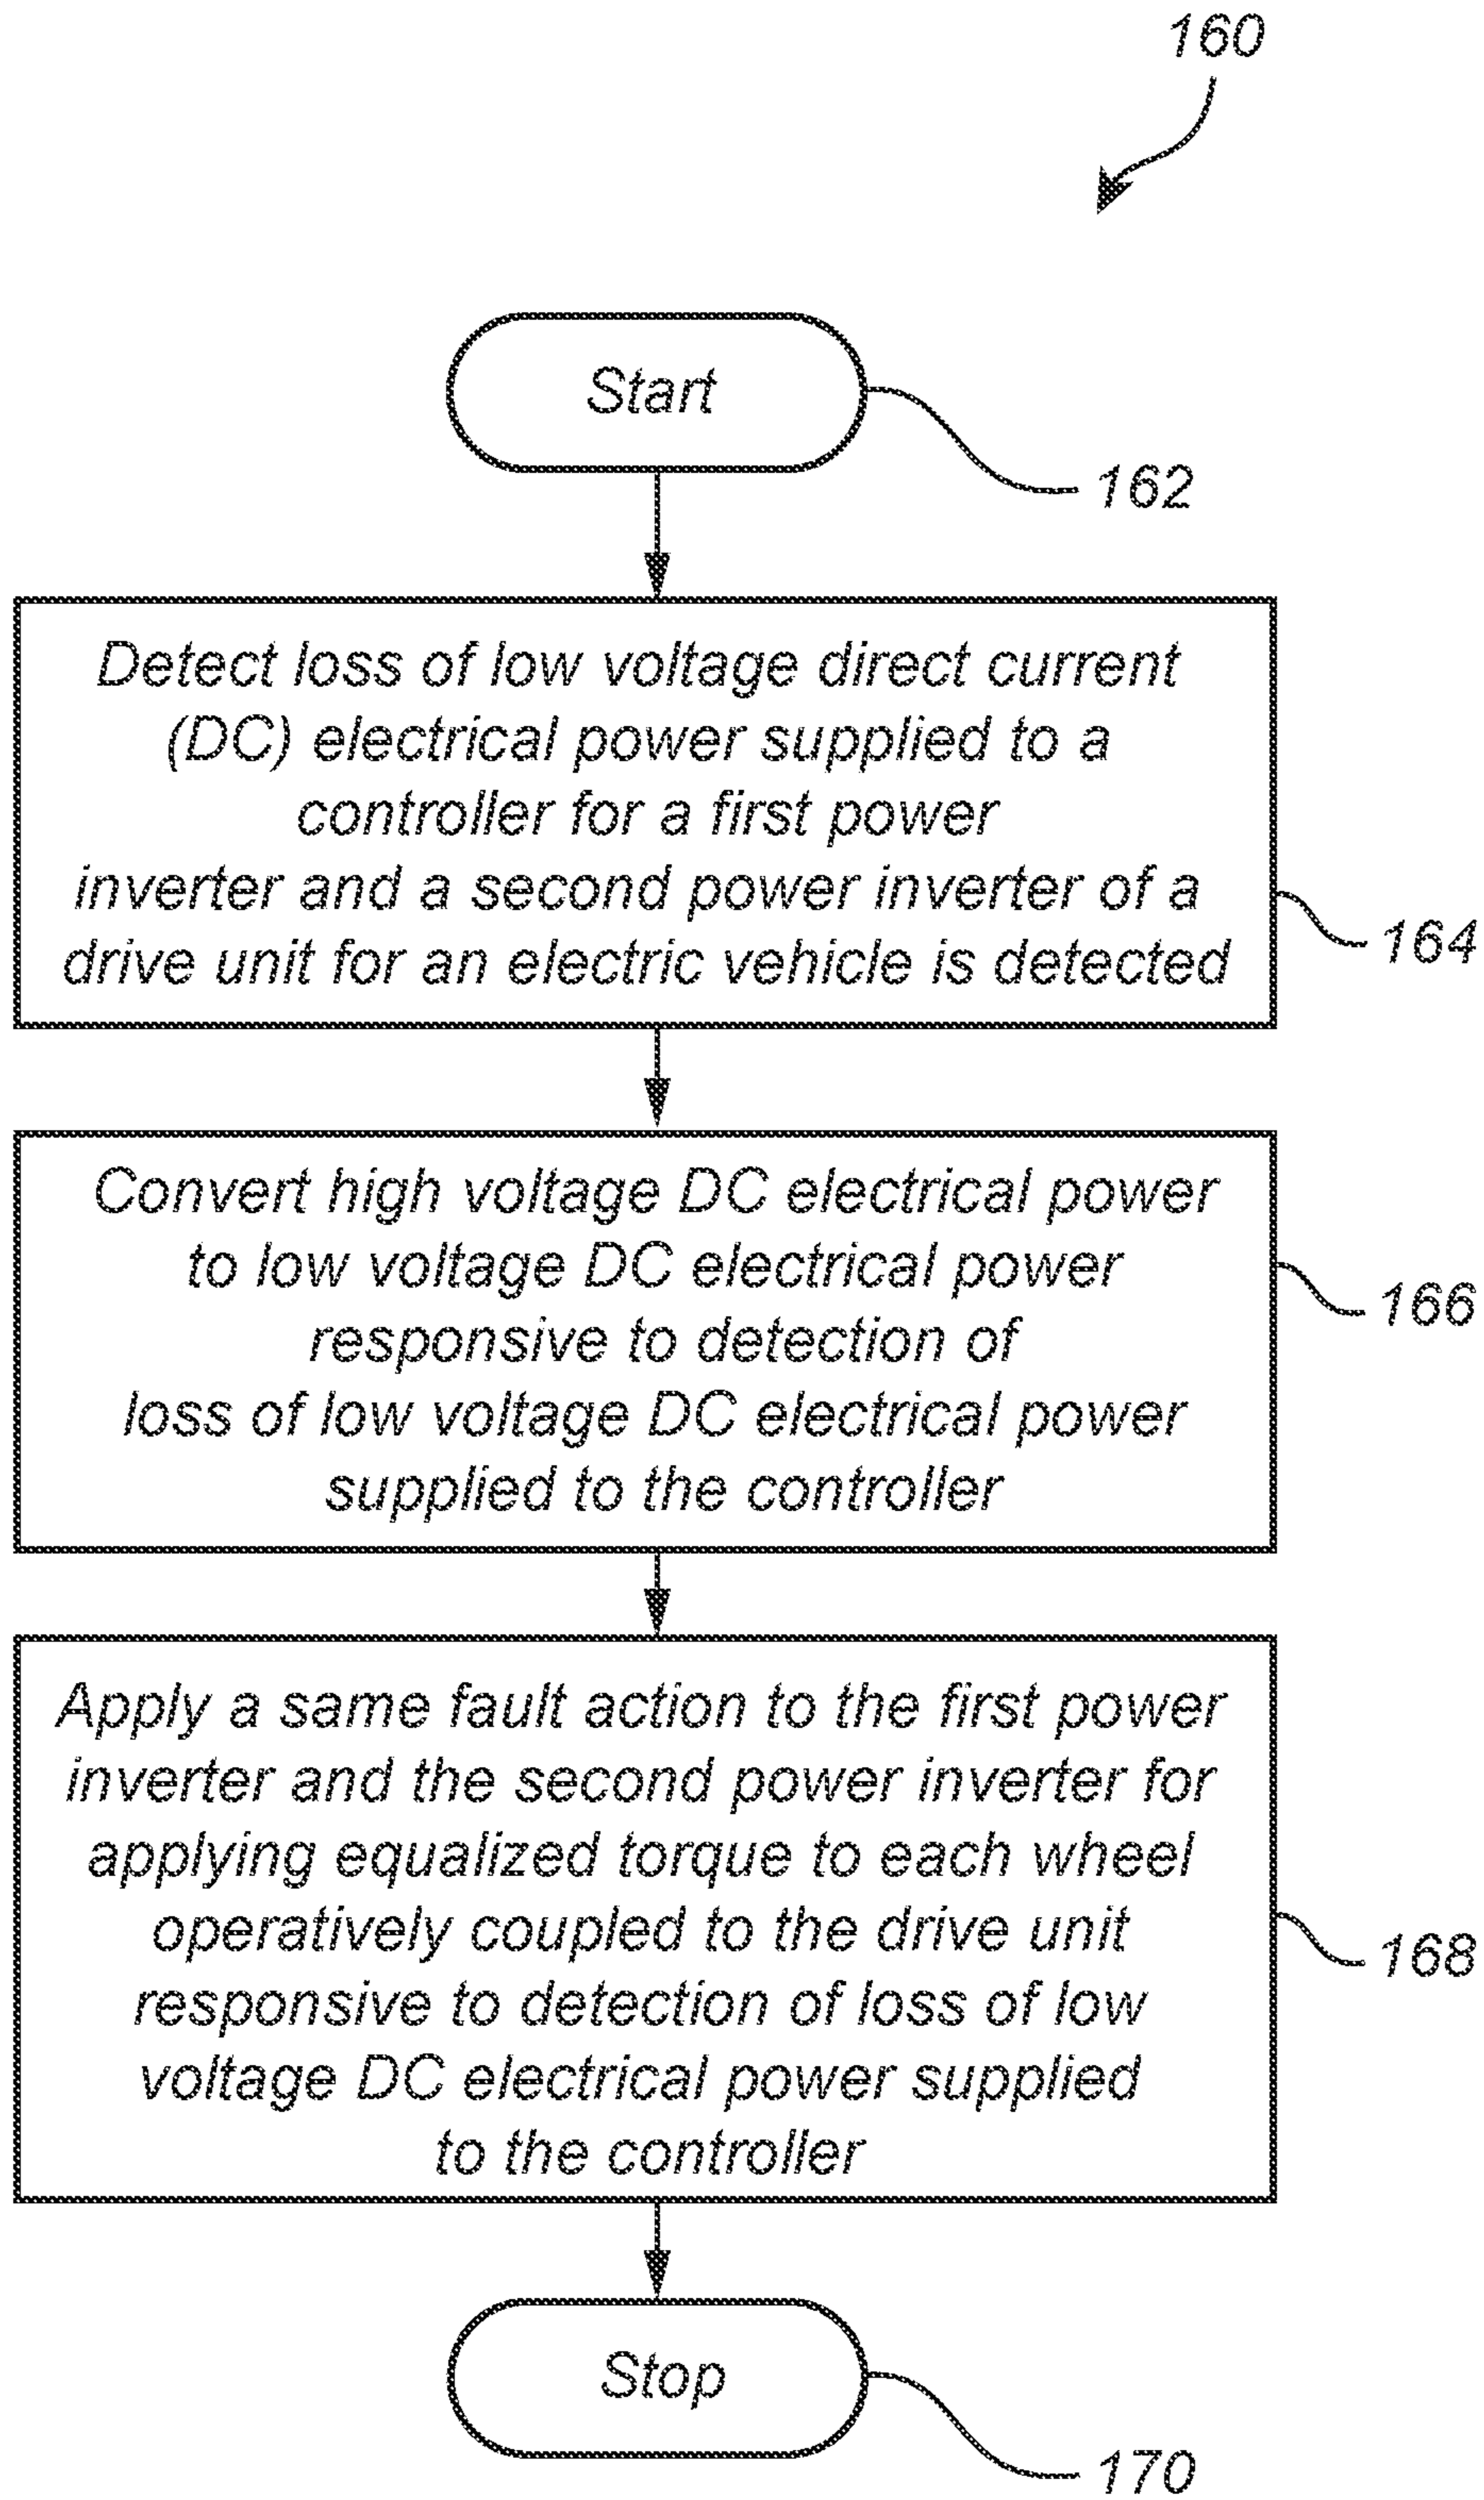 160
Start
162
Detect loss of low voltage direct current
(DC) electrical power supplied to a
controller for a first power
inverter and a second power inverter of a
drive unit for an electric vehicle is detected
164
Convert high voltage DC electrical power
to low voltage DC electrical power
responsive to detection of
loss of low voltage DC electrical power
supplied to the controller
166
Apply a same fault action to the first power
inverter and the second power inverter for
applying equalized torque to each wheel
operatively coupled to the drive unit
responsive to detection of loss of low
voltage DC electrical power supplied
to the controller
168
Stop
170